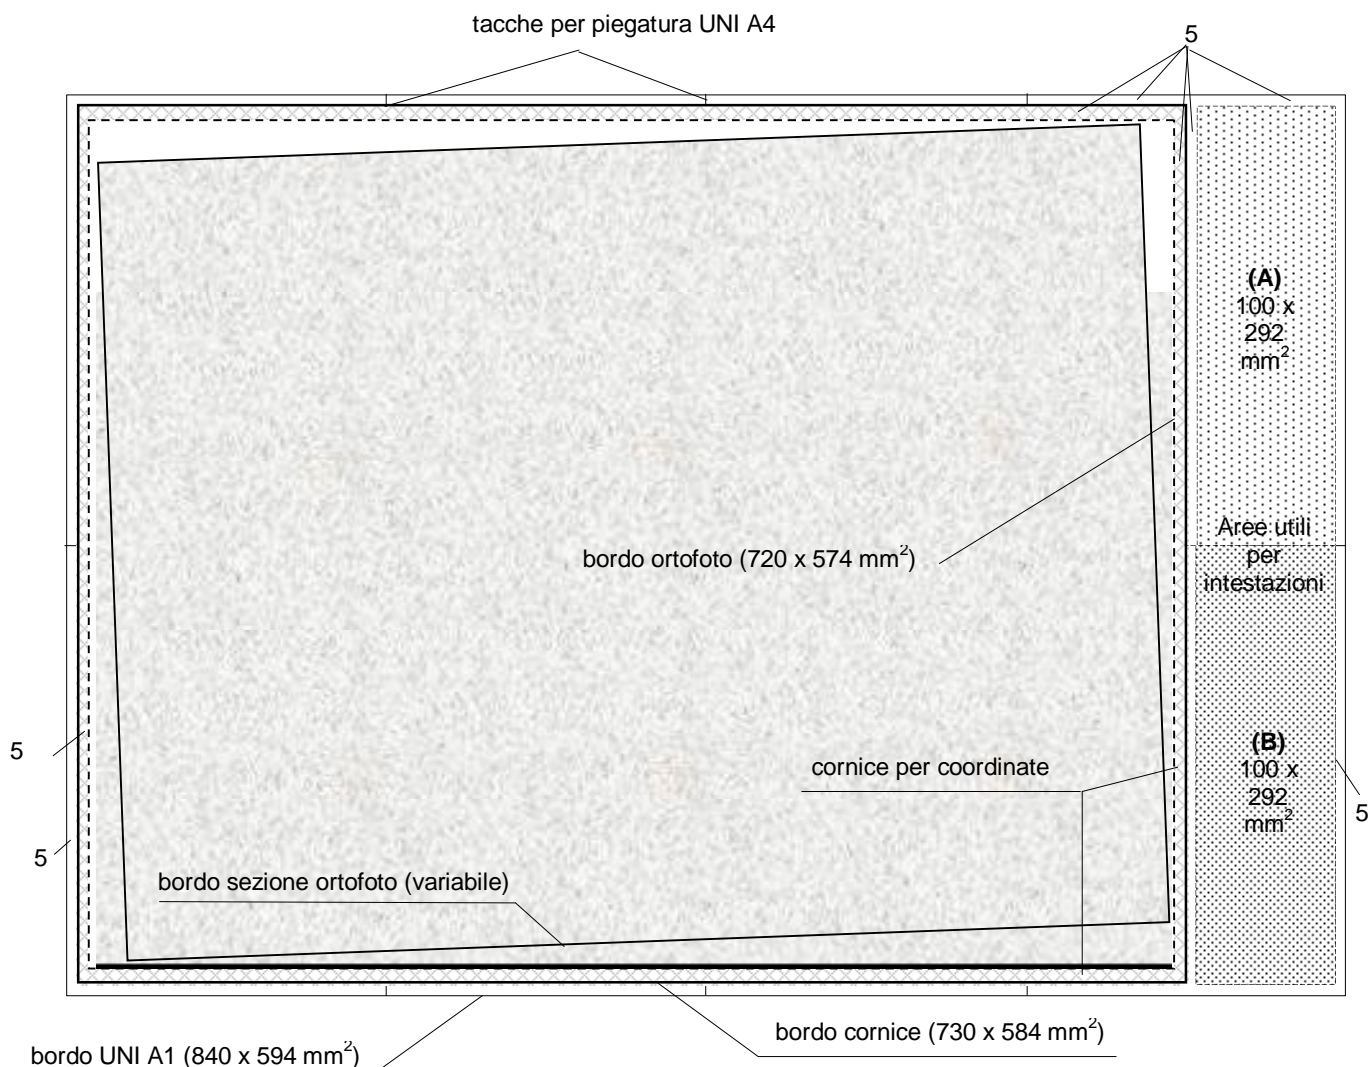 tacche per piegatura UNI A4
5
(A)
100 x
292
mm²
Aree utili
per
intestazioni
bordo ortofoto (720 x 574 mm²)
(B)
100 x
292
mm²
5
cornice per coordinate
5
5
bordo sezione ortofoto (variabile)
bordo cornice (730 x 584 mm²)
bordo UNI A1 (840 x 594 mm²)